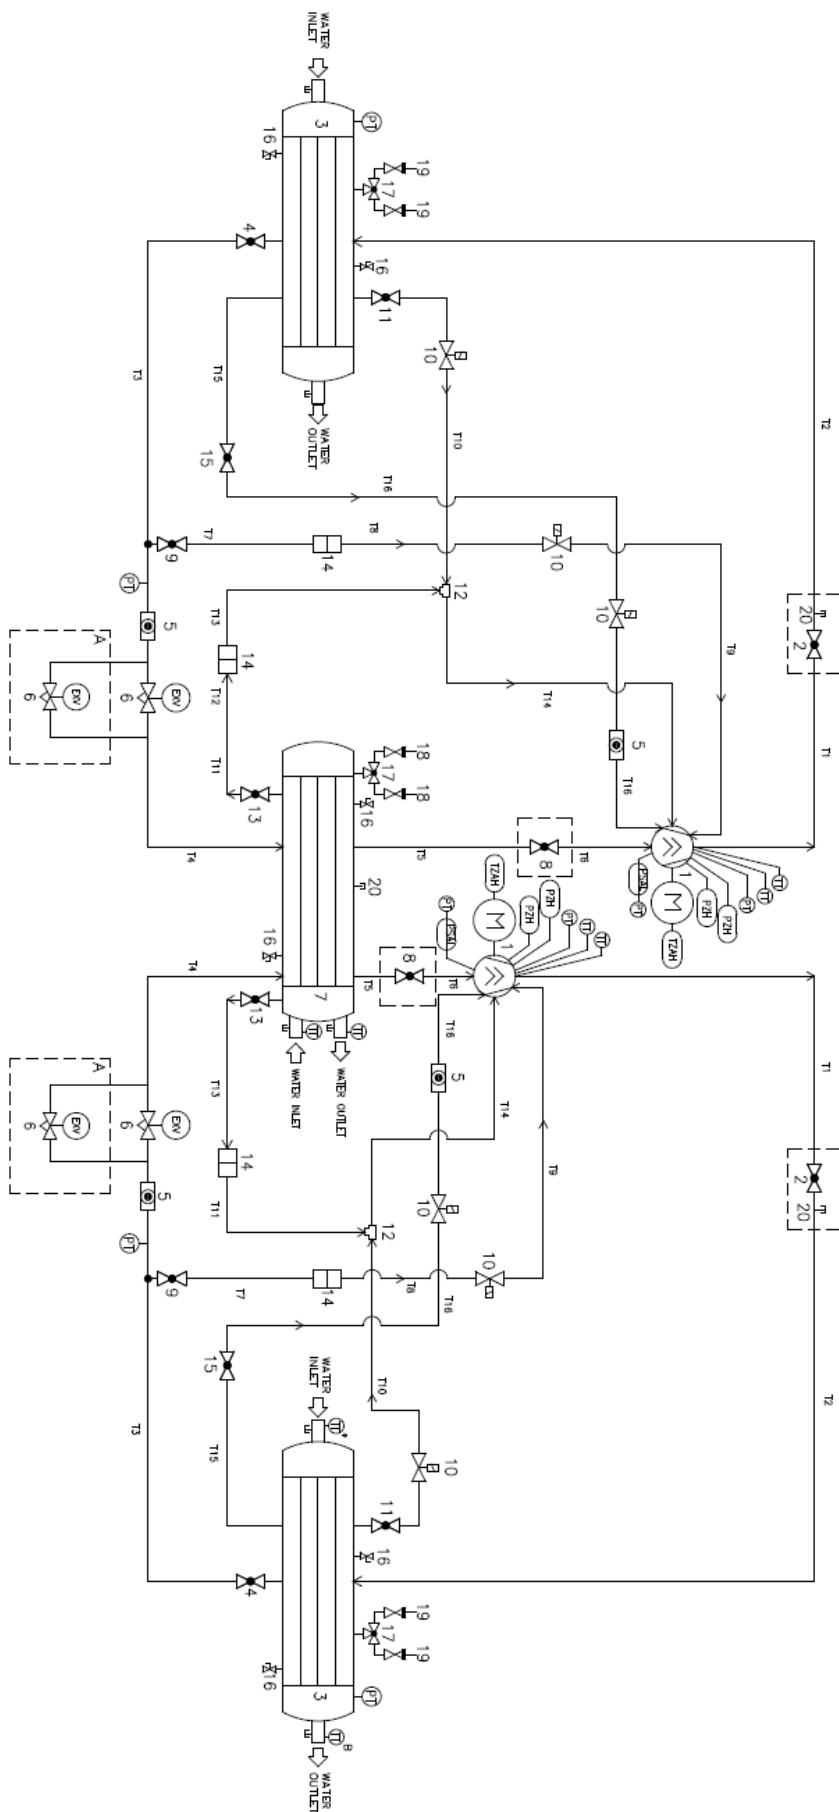 WATER
INLET
3
PT
16
19
17
19
4
16
11
10
T3
T15
T10
T2
WATER
OUTLET
15
T16
T7
T8
10
9
14
PT
12
10
20
2
5
T13
T9
A
14
EXV
6
EXV
6
T12
T14
5
T1
T11
18
17
18
13
16
T16
T4
T5
8
T6
1
M
PSAL
PT
TZAH
PZH
PZH
PT
TT
TT
20
TZAH
M
1
PT
PSAL
PZH
PZH
PT
TT
TT
16
8
T4
T5
T6
7
13
TT
TT
WATER INLET
WATER OUTLET
T16
T1
A
T13
5
T14
EXV
6
EXV
6
14
T9
2
5
T11
10
20
PT
12
9
T7
14
T8
10
T16
15
WATER
INLET
T10
T2
T3
T15
TT
*
10
11
16
4
19
17
19
16
3
PT
TT
B
WATER
OUTLET